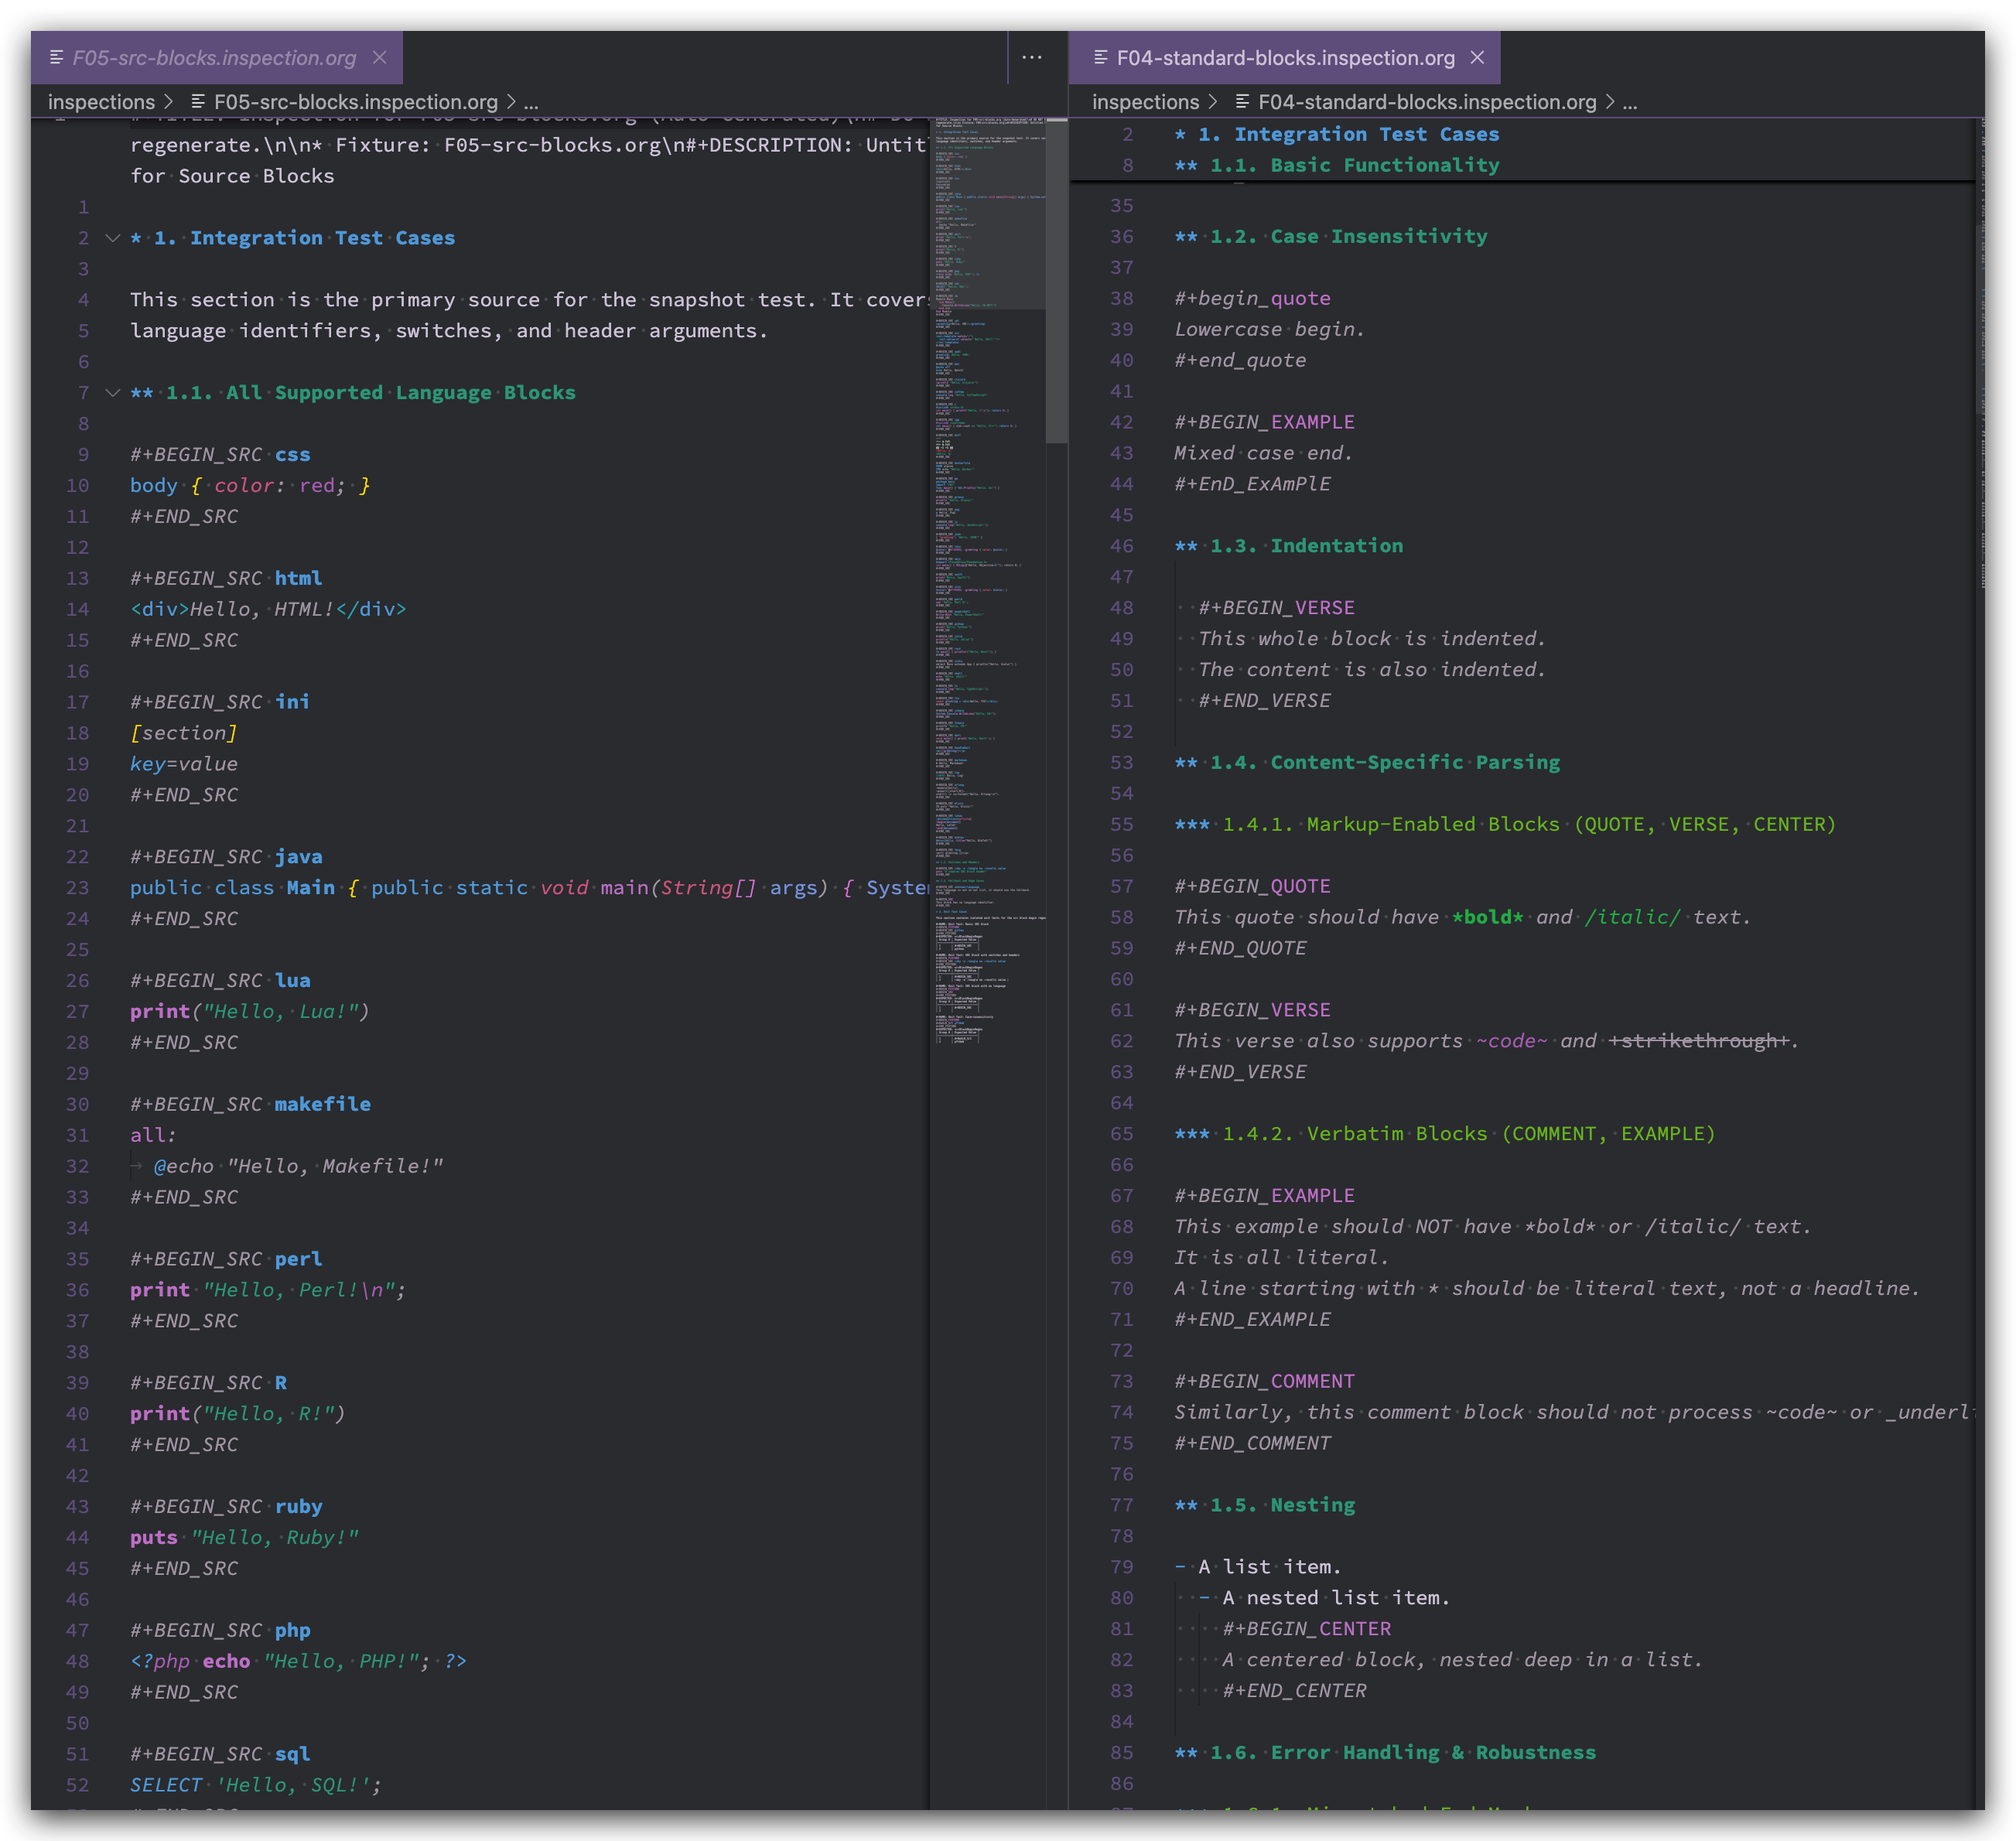 F05-src-blocks.inspection.org
inspections > F05-src-blocks.inspection.org > ...
regenerate.\n\n* Fixture: F05-src-blocks.org\n#+DESCRIPTION: Untit
for Source Blocks
1
2 * 1. Integration Test Cases
3
4 This section is the primary source for the snapshot test. It covers
5 language identifiers, switches, and header arguments.
6
7 ** 1.1. All Supported Language Blocks
8
9 #+BEGIN_SRC css
10 body { color: red; }
11 #+END_SRC
12
13 #+BEGIN_SRC html
14 <div>Hello, HTML!</div>
15 #+END_SRC
16
17 #+BEGIN_SRC ini
18 [section]
19 key=value
20 #+END_SRC
21
22 #+BEGIN_SRC java
23 public class Main { public static void main(String[] args) { Syste
24 #+END_SRC
25
26 #+BEGIN_SRC lua
27 print("Hello, Lua!")
28 #+END_SRC
29
30 #+BEGIN_SRC makefile
31 all:
32 → @echo "Hello, Makefile!"
33 #+END_SRC
34
35 #+BEGIN_SRC perl
36 print "Hello, Perl!\n";
37 #+END_SRC
38
39 #+BEGIN_SRC R
40 print("Hello, R!")
41 #+END_SRC
42
43 #+BEGIN_SRC ruby
44 puts "Hello, Ruby!"
45 #+END_SRC
46
47 #+BEGIN_SRC php
48 <?php echo "Hello, PHP!"; ?>
49 #+END_SRC
50
51 #+BEGIN_SRC sql
52 SELECT 'Hello, SQL!';
F04-standard-blocks.inspection.org
inspections > F04-standard-blocks.inspection.org > ...
2 * 1. Integration Test Cases
8 ** 1.1. Basic Functionality
35
36 ** 1.2. Case Insensitivity
37
38 #+begin_quote
39 Lowercase begin.
40 #+end_quote
41
42 #+BEGIN_EXAMPLE
43 Mixed case end.
44 #+EnD_ExAmPlE
45
46 ** 1.3. Indentation
47
48 #+BEGIN_VERSE
49 This whole block is indented.
50 The content is also indented.
51 #+END_VERSE
52
53 ** 1.4. Content-Specific Parsing
54
55 *** 1.4.1. Markup-Enabled Blocks (QUOTE, VERSE, CENTER)
56
57 #+BEGIN_QUOTE
58 This quote should have *bold* and /italic/ text.
59 #+END_QUOTE
60
61 #+BEGIN_VERSE
62 This verse also supports ~code~ and +strikethrough+.
63 #+END_VERSE
64
65 *** 1.4.2. Verbatim Blocks (COMMENT, EXAMPLE)
66
67 #+BEGIN_EXAMPLE
68 This example should NOT have *bold* or /italic/ text.
69 It is all literal.
70 A line starting with * should be literal text, not a headline.
71 #+END_EXAMPLE
72
73 #+BEGIN_COMMENT
74 Similarly, this comment block should not process ~code~ or _underl
75 #+END_COMMENT
76
77 ** 1.5. Nesting
78
79 - A list item.
80 - A nested list item.
81 #+BEGIN_CENTER
82 A centered block, nested deep in a list.
83 #+END_CENTER
84
85 ** 1.6. Error Handling & Robustness
86